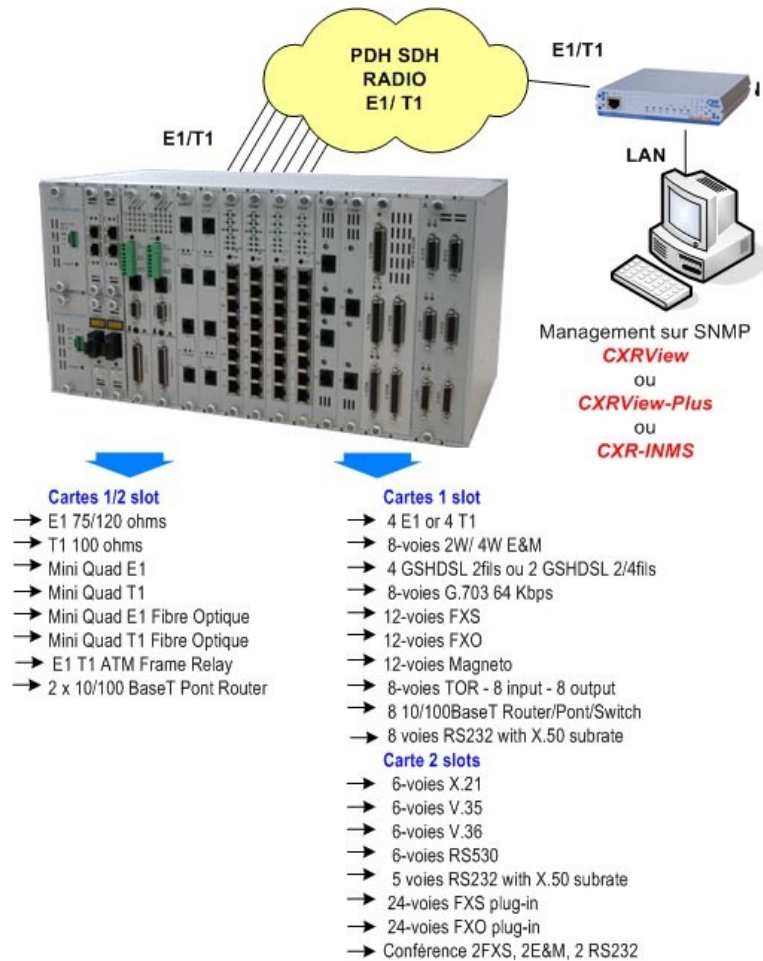 PDH SDH
RADIO
E1/ T1
E1/T1
E1/T1
LAN
Management sur SNMP
CXRView
ou
CXRView-Plus
ou
CXR-INMS
Cartes 1/2 slot
E1 75/120 ohms
T1 100 ohms
Mini Quad E1
Mini Quad T1
Mini Quad E1 Fibre Optique
Mini Quad T1 Fibre Optique
E1 T1 ATM Frame Relay
2 x 10/100 BaseT Pont Router
Cartes 1 slot
4 E1 or 4 T1
8-voies 2W/ 4W E&M
4 GSHDSL 2fils ou 2 GSHDSL 2/4fils
8-voies G.703 64 Kbps
12-voies FXS
12-voies FXO
12-voies Magneto
8-voies TOR - 8 input - 8 output
8 10/100BaseT Router/Pont/Switch
8 voies RS232 with X.50 subrate
Carte 2 slots
6-voies X.21
6-voies V.35
6-voies V.36
6-voies RS530
5 voies RS232 with X.50 subrate
24-voies FXS plug-in
24-voies FXO plug-in
Conférence 2FXS, 2E&M, 2 RS232